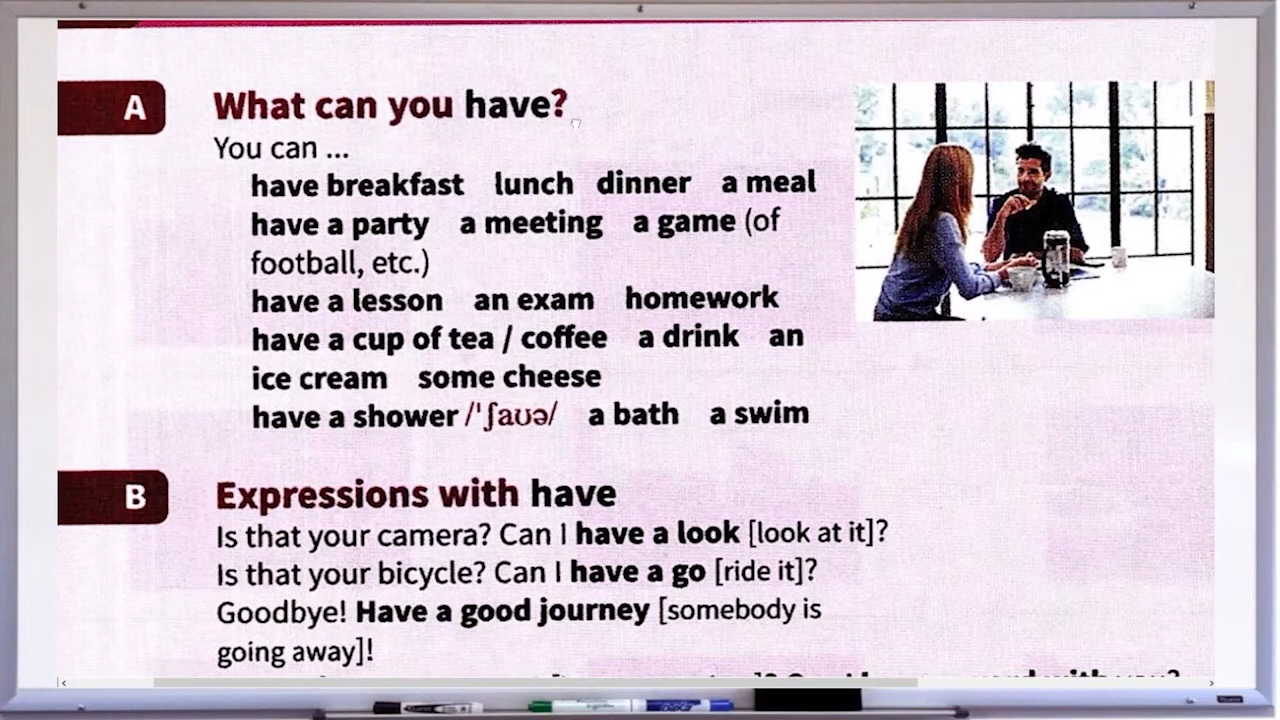 A
What can you have?
You can ...
have breakfast lunch dinner a meal
have a party a meeting a game (of
football, etc.)
have a lesson an exam homework
have a cup of tea / coffee a drink an
ice cream some cheese
have a shower /ˈʃaʊə/ a bath a swim
B
Expressions with have
Is that your camera? Can I have a look [look at it]?
Is that your bicycle? Can I have a go [ride it]?
Goodbye! Have a good journey [somebody is
going away]!